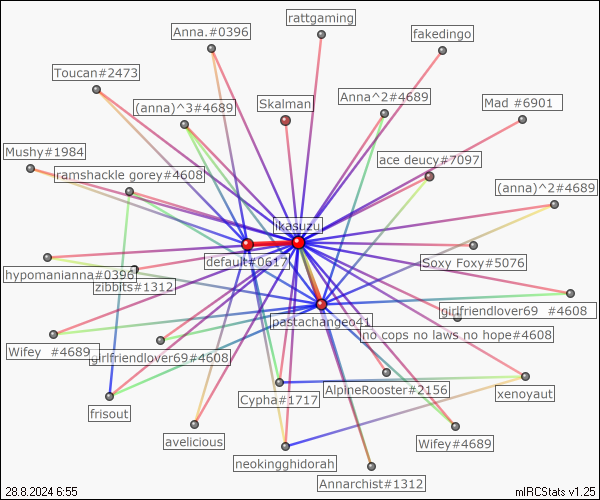 rattgaming
Anna.#0396
fakedingo
Toucan#2473
Skalman
Anna^2#4689
(anna)^3#4689
Mad #6901
Mushy#1984
ace deucy#7097
ramshackle gorey#4608
(anna)^2#4689
ikasuzu
default#0617
Soxy Foxy#5076
hypomanianna#0396
zibbits#1312
girlfriendlover69 #4608
pastachangeo41
no cops no laws no hope#4608
Wifey #4689
girlfriendlover69#4608
AlpineRooster#2156
xenoyaut
Cypha#1717
frisout
avelicious
Wifey#4689
neokingghidorah
Annarchist#1312
28.8.2024 6:55
mIRCStats v1.25